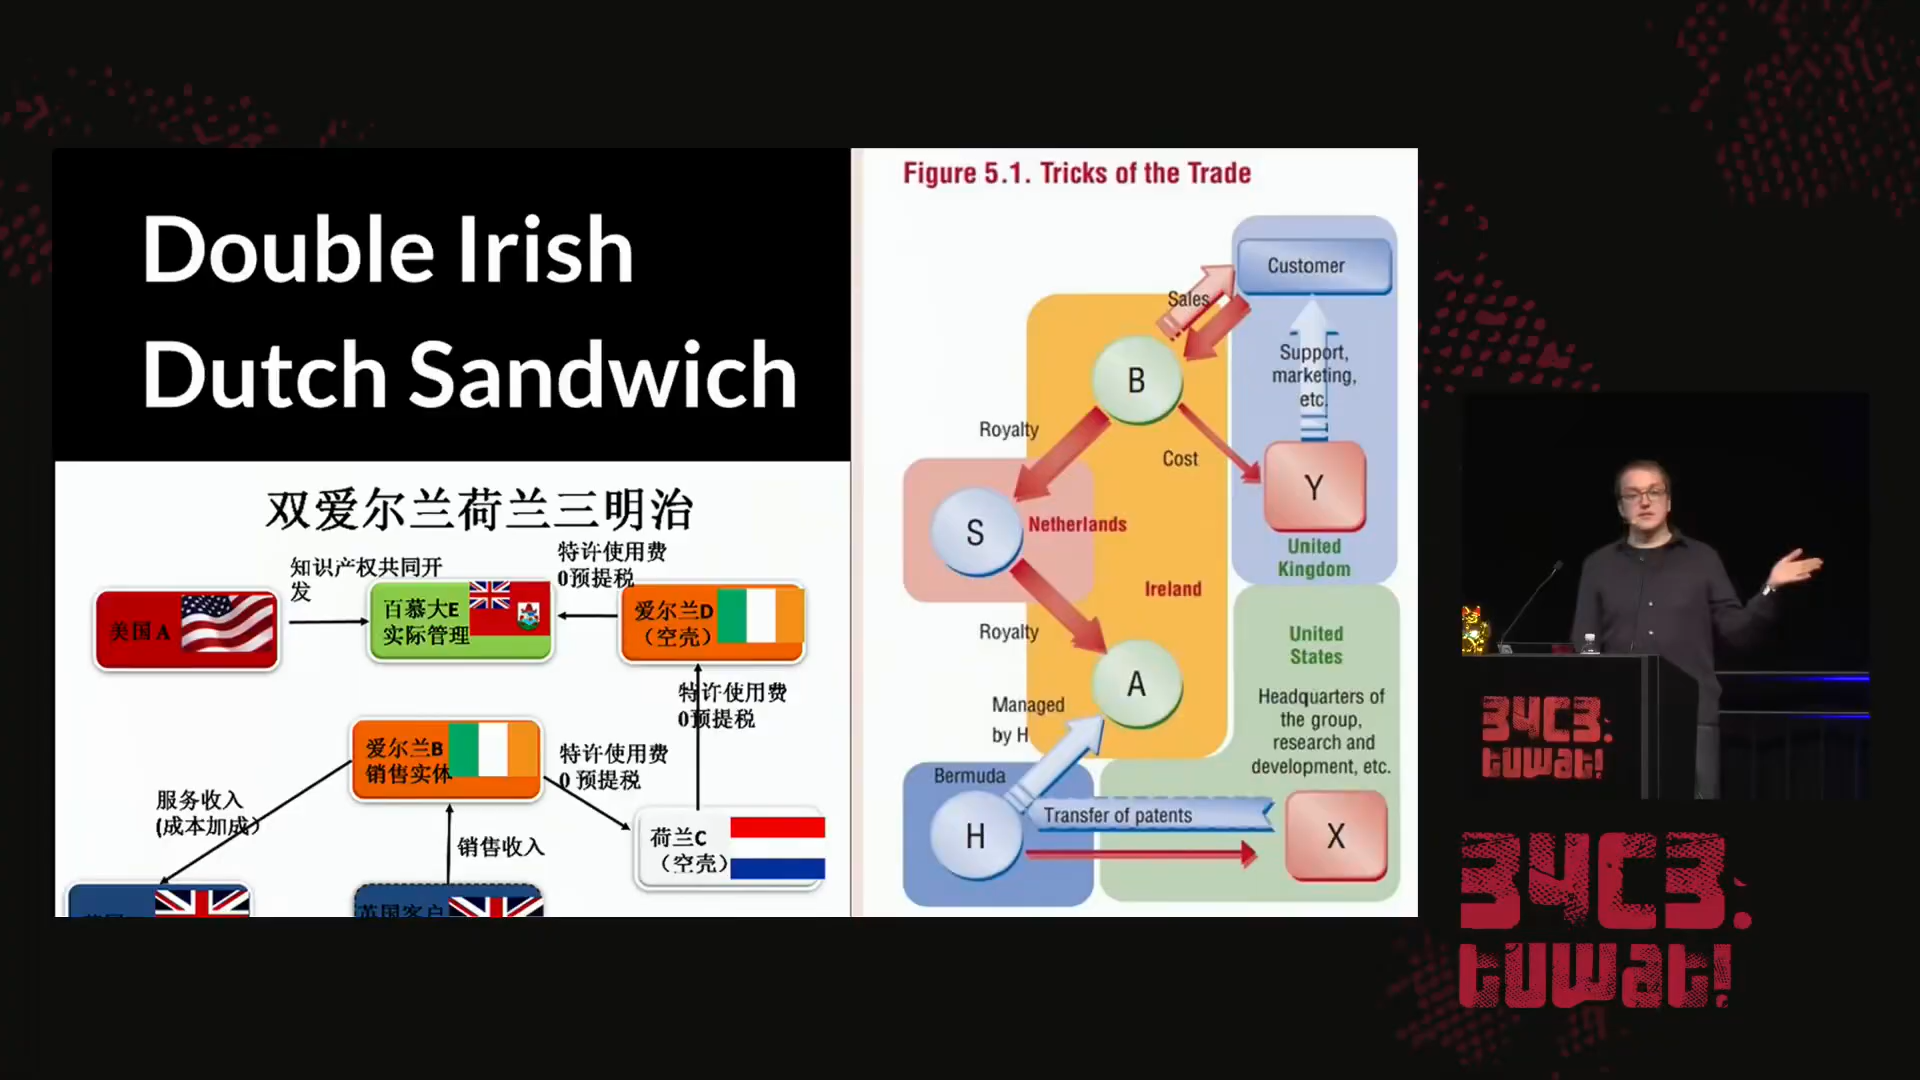 Double Irish
Dutch Sandwich
双爱尔兰荷兰三明治
知识产权共同开
发
特许使用费
0预提税
美国A
百慕大E
实际管理
爱尔兰D
（空壳）
特许使用费
0预提税
爱尔兰B
销售实体
特许使用费
0 预提税
服务收入
(成本加成)
销售收入
荷兰C
（空壳）
英国客户
Figure 5.1. Tricks of the Trade
Customer
Sales
B
Support,
marketing,
etc.
Royalty
Cost
Y
S
Netherlands
United
Kingdom
Ireland
Royalty
A
United
States
Managed
by H
Headquarters of
the group,
research and
development, etc.
Bermuda
H
Transfer of patents
X
34C3.
tuwat!
34C3.
tuwat!